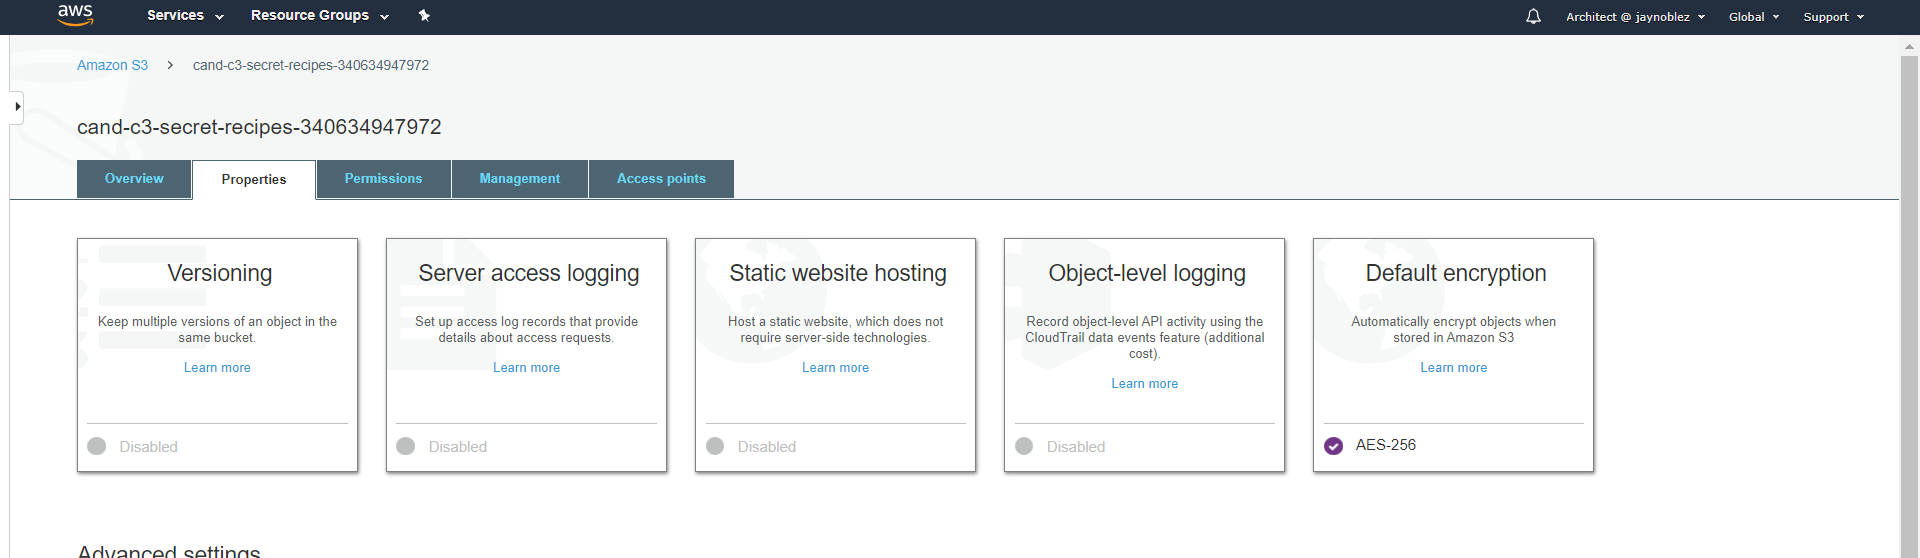 aws Services Resource Groups Architect @ jaynoblez Global Support
Amazon S3 > cand-c3-secret-recipes-340634947972
cand-c3-secret-recipes-340634947972
Overview Properties Permissions Management Access points
Versioning
Keep multiple versions of an object in the
same bucket.
Learn more
Disabled
Server access logging
Set up access log records that provide
details about access requests.
Learn more
Disabled
Static website hosting
Host a static website, which does not
require server-side technologies.
Learn more
Disabled
Object-level logging
Record object-level API activity using the
CloudTrail data events feature (additional
cost).
Learn more
Disabled
Default encryption
Automatically encrypt objects when
stored in Amazon S3
Learn more
AES-256
Advanced settings